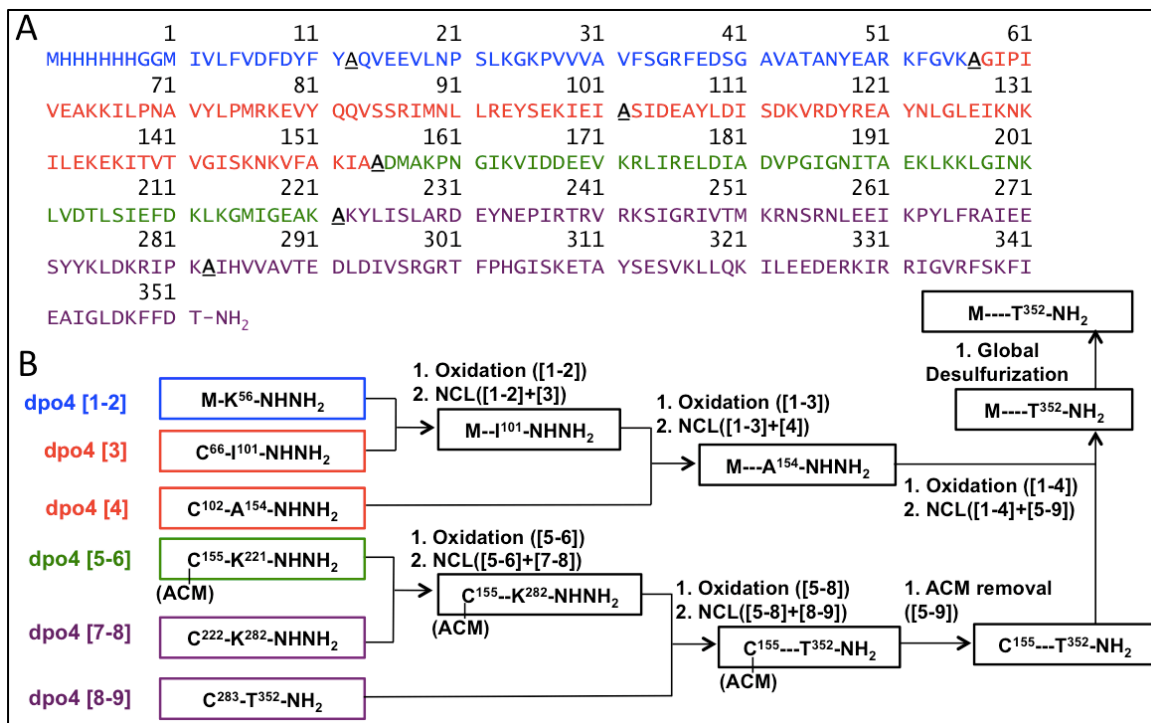 A
1 11 21 31 41 51 61
MHHHHHHGGM IVLFVDFDYF YAQVEEVLNP SLKGKPVVVA VFSGRFEDSG AVATANYEAR KFGVKAGIPI
71 81 91 101 111 121 131
VEAKKILPNA VYLPMRKEVY QQVSSRIMNL LREYSEKIEI ASIDEAYLDI SDKVRDYREA YNLGLEIKNK
141 151 161 171 181 191 201
ILEKEKITVT VGISKNKVFA KIAADMAKPN GIKVIDDEEV KRLIRELDIA DVPGIGNITA EKLKKLGINK
211 221 231 241 251 261 271
LVDTLSIEFD KLKGMIGEAK AKYLISLARD EYNEPIRTRV RKSIGRIVTM KRNSRNLEEI KPYLFRAIEE
281 291 301 311 321 331 341
SYYKLDKRIP KAIHVVAVTE DLDIVSRGRT FPHGISKETA YSESVKLLQK ILEEDERKIR RIGVRFSKFI
351
EAIGLDKFFD T-NH₂
B
dpo4 [1-2]
M-K⁵⁶-NHNH₂
dpo4 [3]
C⁶⁶-I¹⁰¹-NHNH₂
dpo4 [4]
C¹⁰²-A¹⁵⁴-NHNH₂
dpo4 [5-6]
C¹⁵⁵-K²²¹-NHNH₂
(ACM)
dpo4 [7-8]
C²²²-K²⁸²-NHNH₂
dpo4 [8-9]
C²⁸³-T³⁵²-NH₂
1. Oxidation ([1-2])
2. NCL([1-2]+[3])
M--I¹⁰¹-NHNH₂
1. Oxidation ([1-3])
2. NCL([1-3]+[4])
M---A¹⁵⁴-NHNH₂
1. Oxidation ([1-4])
2. NCL([1-4]+[5-9])
1. Oxidation ([5-6])
2. NCL([5-6]+[7-8])
C¹⁵⁵--K²⁸²-NHNH₂
(ACM)
1. Oxidation ([5-8])
2. NCL([5-8]+[8-9])
C¹⁵⁵---T³⁵²-NH₂
(ACM)
1. ACM removal
([5-9])
C¹⁵⁵---T³⁵²-NH₂
M----T³⁵²-NH₂
1. Global
Desulfurization
M----T³⁵²-NH₂